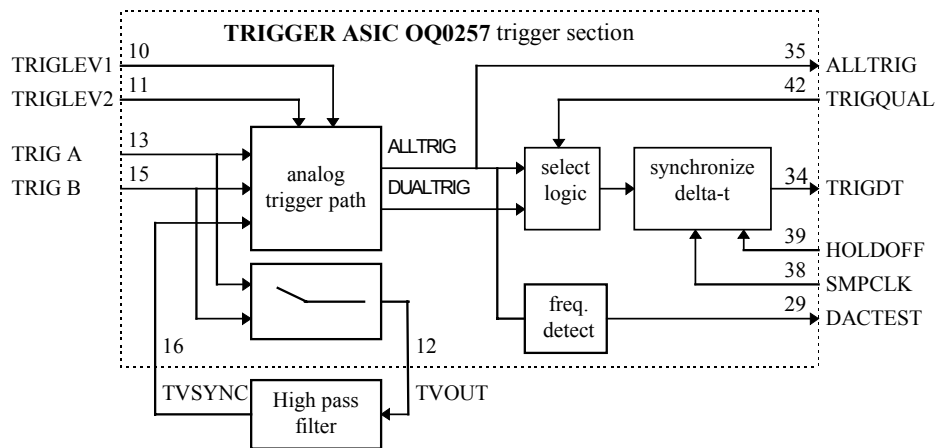 TRIGGER ASIC OQ0257 trigger section
TRIGLEV1 10
TRIGLEV2 11
TRIG A 13
TRIG B 15
analog
trigger path
ALLTRIG
DUALTRIG
select
logic
synchronize
delta-t
35 ALLTRIG
42 TRIGQUAL
34 TRIGDT
39 HOLDOFF
38 SMPCLK
29 DACTEST
freq.
detect
16
12
TVSYNC
TVOUT
High pass
filter